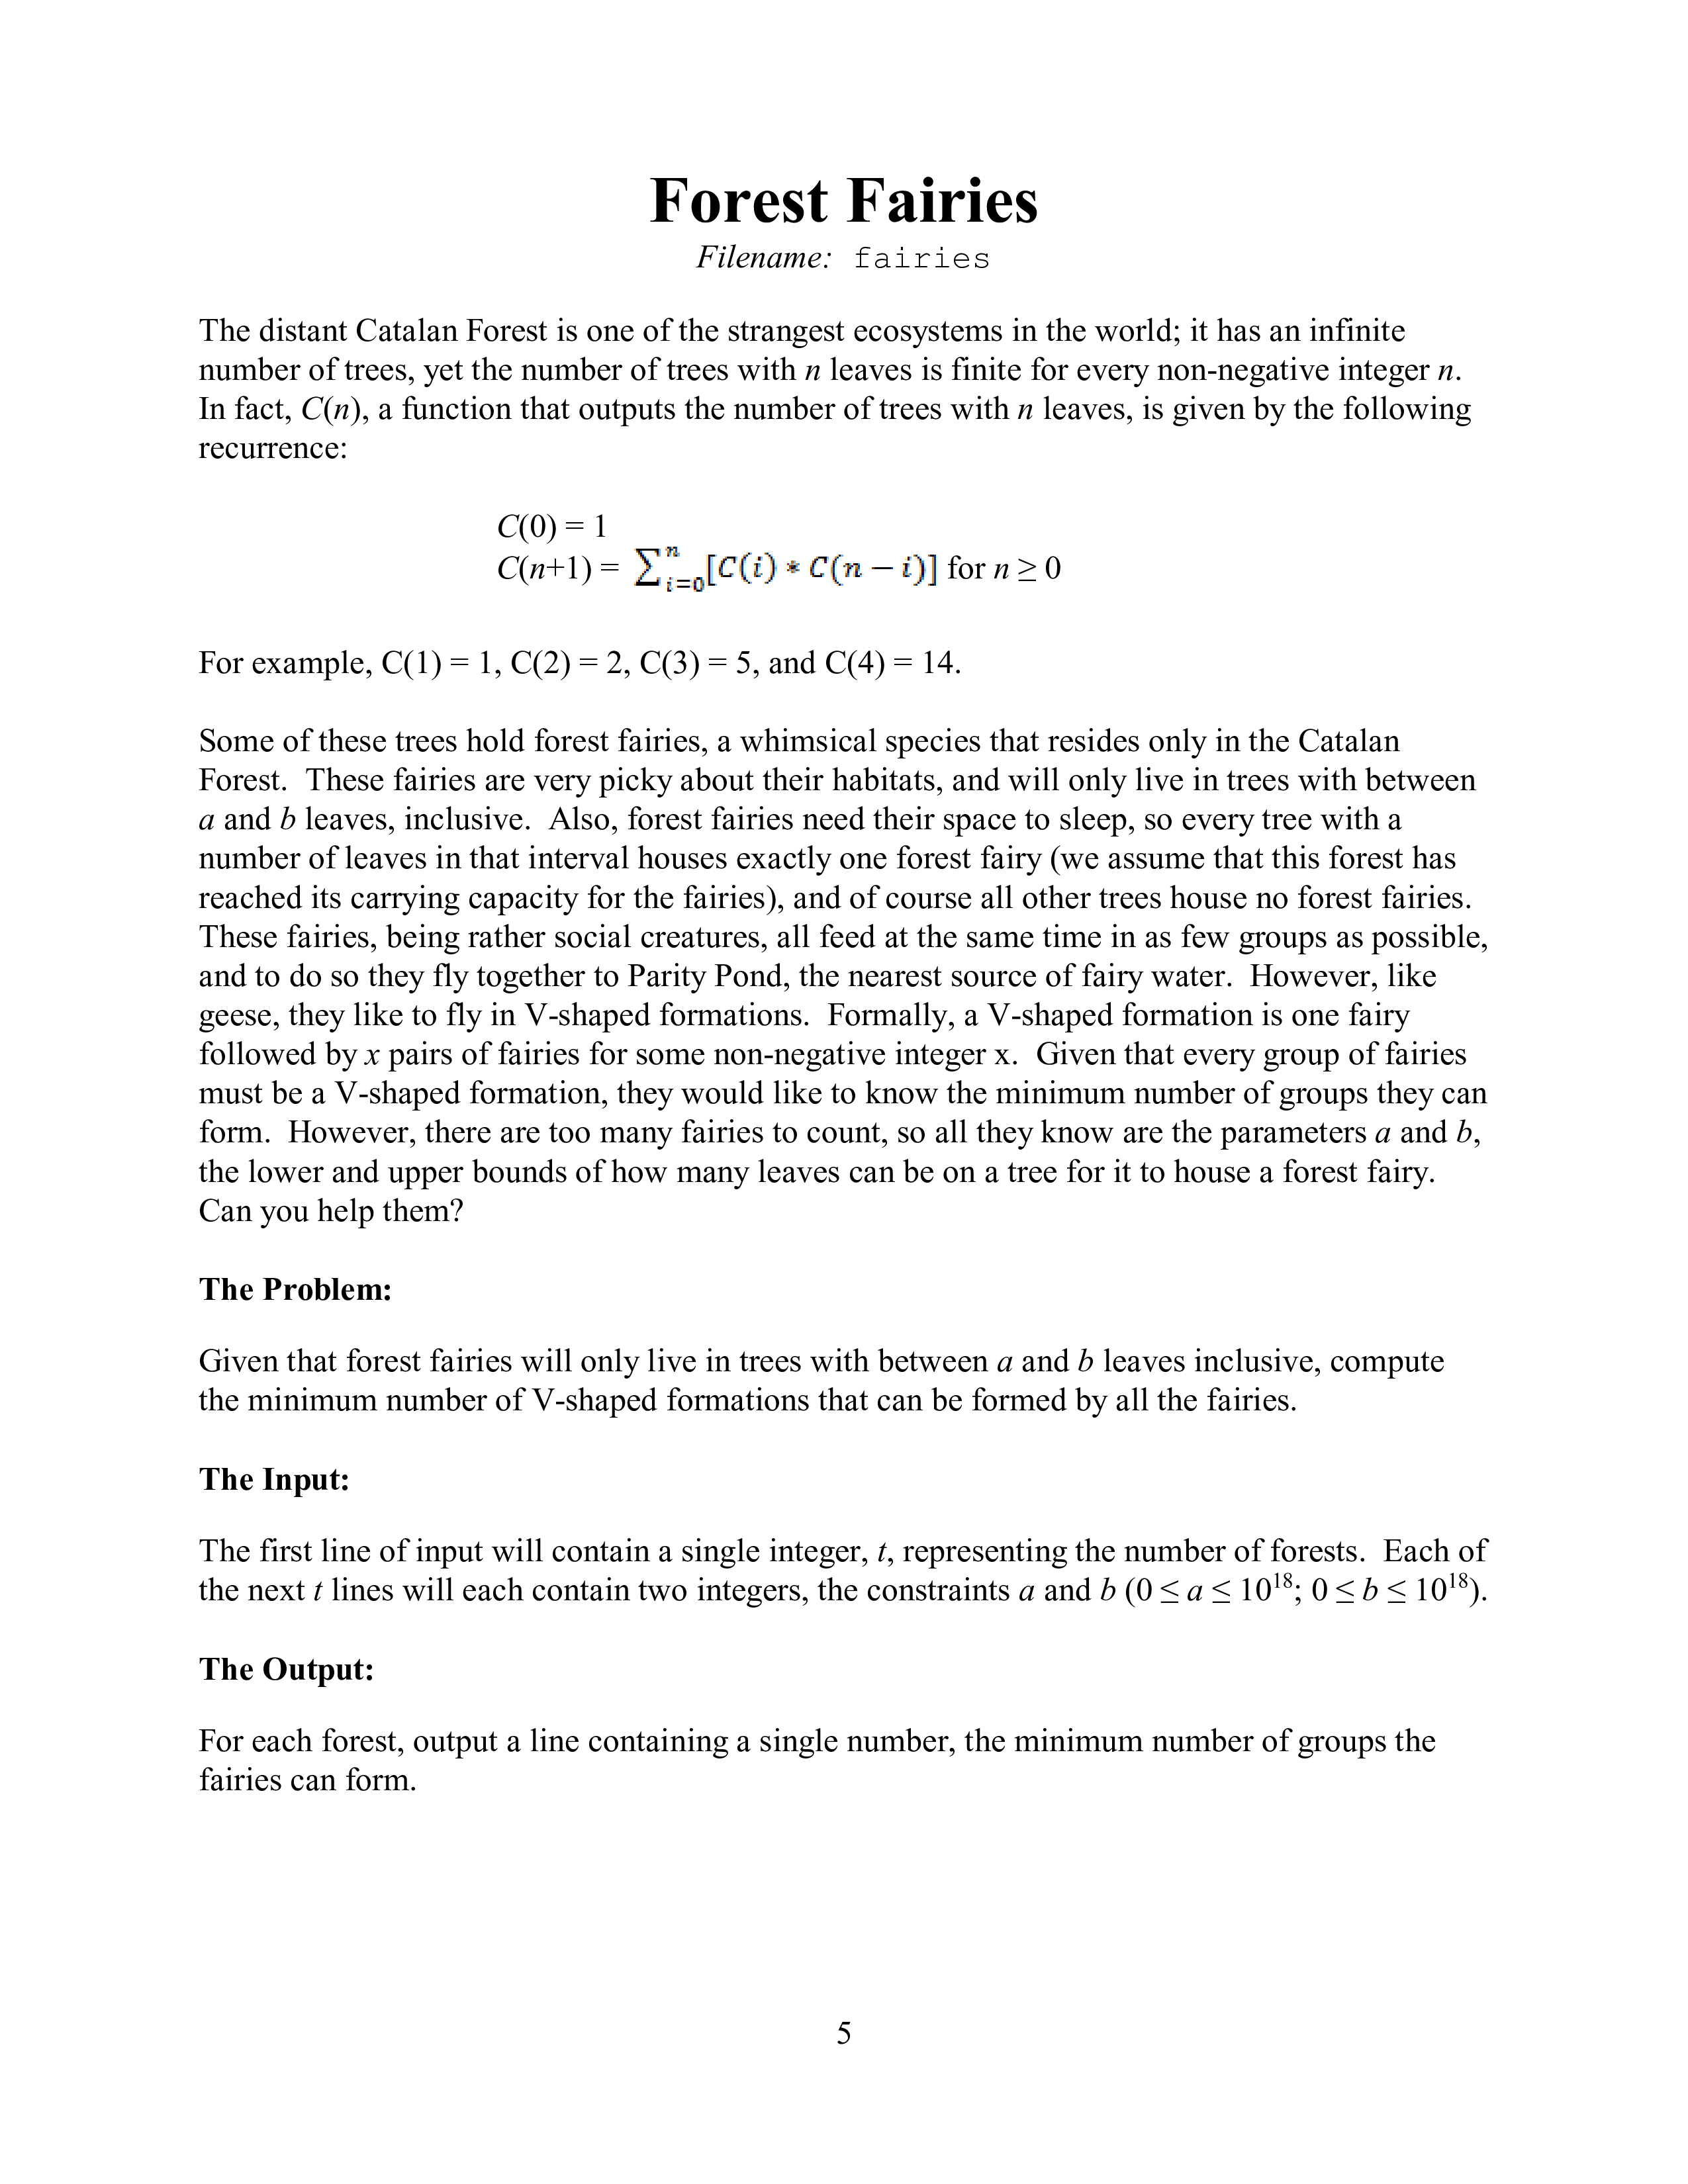 Forest Fairies
Filename: fairies
The distant Catalan Forest is one of the strangest ecosystems in the world; it has an infinite
number of trees, yet the number of trees with n leaves is finite for every non-negative integer n.
In fact, C(n), a function that outputs the number of trees with n leaves, is given by the following
recurrence:
C(0) = 1
C(n+1) = ∑ⁿᵢ₌₀[C(i) * C(n − i)] for n ≥ 0
For example, C(1) = 1, C(2) = 2, C(3) = 5, and C(4) = 14.
Some of these trees hold forest fairies, a whimsical species that resides only in the Catalan
Forest. These fairies are very picky about their habitats, and will only live in trees with between
a and b leaves, inclusive. Also, forest fairies need their space to sleep, so every tree with a
number of leaves in that interval houses exactly one forest fairy (we assume that this forest has
reached its carrying capacity for the fairies), and of course all other trees house no forest fairies.
These fairies, being rather social creatures, all feed at the same time in as few groups as possible,
and to do so they fly together to Parity Pond, the nearest source of fairy water. However, like
geese, they like to fly in V-shaped formations. Formally, a V-shaped formation is one fairy
followed by x pairs of fairies for some non-negative integer x. Given that every group of fairies
must be a V-shaped formation, they would like to know the minimum number of groups they can
form. However, there are too many fairies to count, so all they know are the parameters a and b,
the lower and upper bounds of how many leaves can be on a tree for it to house a forest fairy.
Can you help them?
The Problem:
Given that forest fairies will only live in trees with between a and b leaves inclusive, compute
the minimum number of V-shaped formations that can be formed by all the fairies.
The Input:
The first line of input will contain a single integer, t, representing the number of forests. Each of
the next t lines will each contain two integers, the constraints a and b (0 ≤ a ≤ 10¹⁸; 0 ≤ b ≤ 10¹⁸).
The Output:
For each forest, output a line containing a single number, the minimum number of groups the
fairies can form.
5